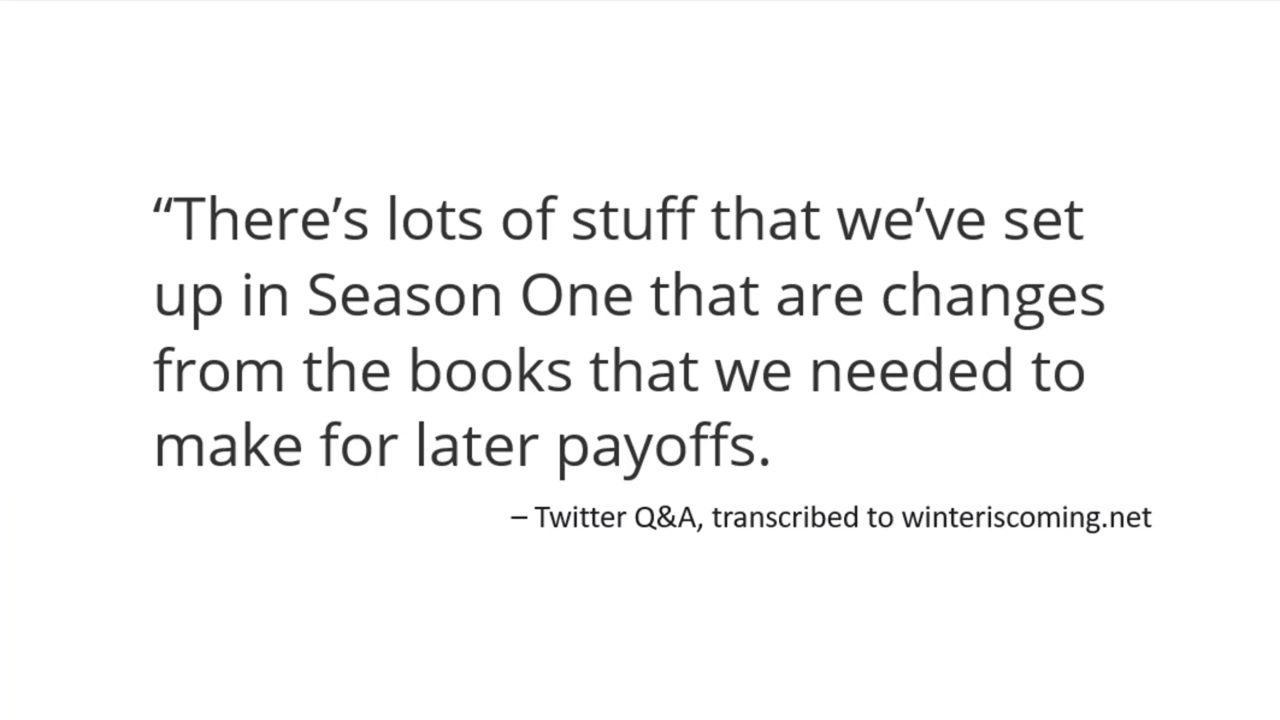 “There’s lots of stuff that we’ve set
up in Season One that are changes
from the books that we needed to
make for later payoffs.
– Twitter Q&A, transcribed to winteriscoming.net